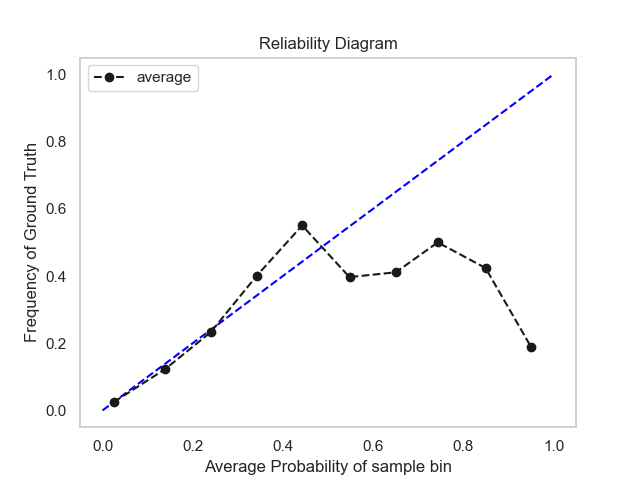 Reliability Diagram
average
Frequency of Ground Truth
1.0
0.8
0.6
0.4
0.2
0.0
0.0 0.2 0.4 0.6 0.8 1.0
Average Probability of sample bin